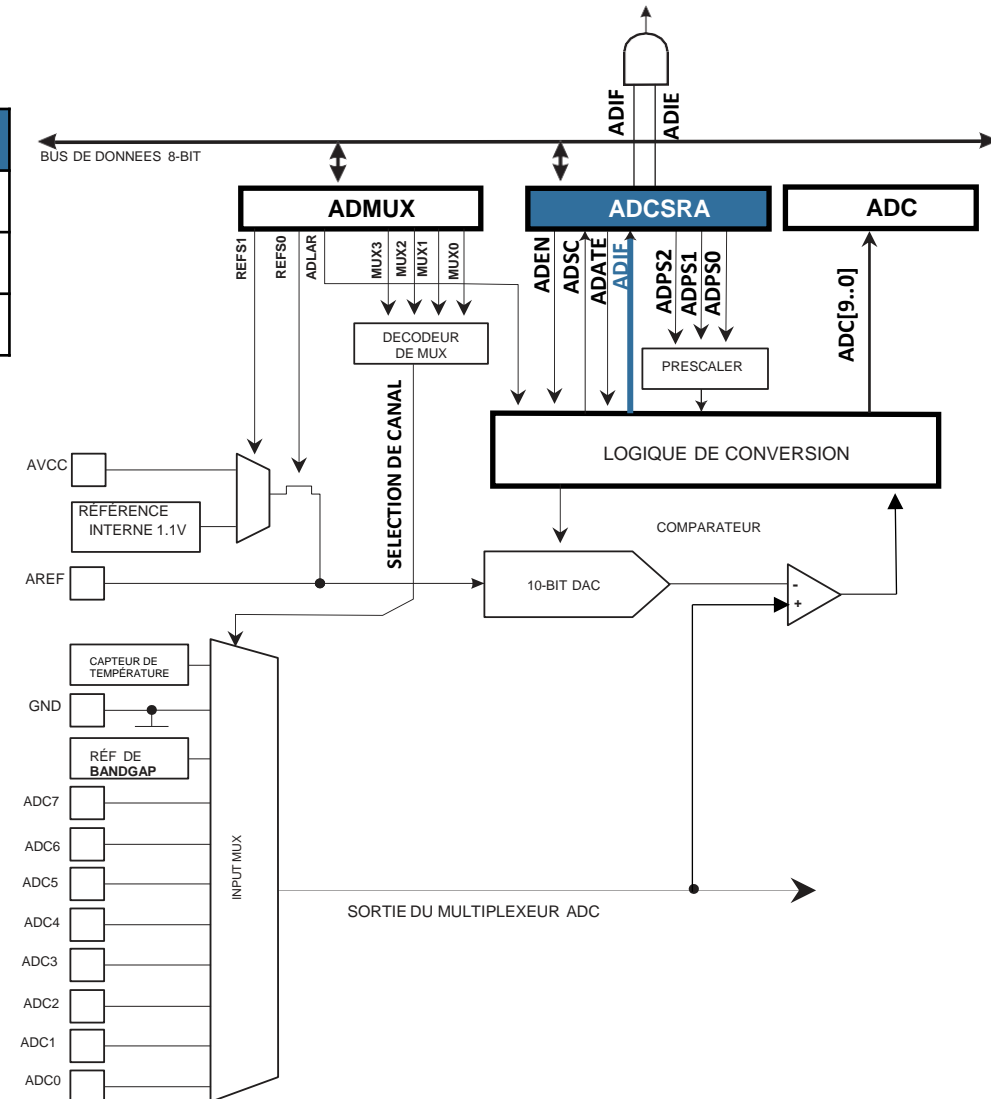 ADIF
ADIE
BUS DE DONNEES 8-BIT
ADMUX
ADCSRA
ADC
REFS1
REFS0
ADLAR
MUX3
MUX2
MUX1
MUX0
ADEN
ADSC
ADATE
ADIF
ADPS2
ADPS1
ADPS0
ADC[9..0]
DECODEUR
DE MUX
PRESCALER
SELECTION DE CANAL
LOGIQUE DE CONVERSION
AVCC
RÉFÉRENCE
INTERNE 1.1V
COMPARATEUR
AREF
10-BIT DAC
-
+
CAPTEUR DE
TEMPÉRATURE
GND
RÉF DE
BANDGAP
ADC7
ADC6
ADC5
ADC4
ADC3
ADC2
ADC1
ADC0
INPUT MUX
SORTIE DU MULTIPLEXEUR ADC